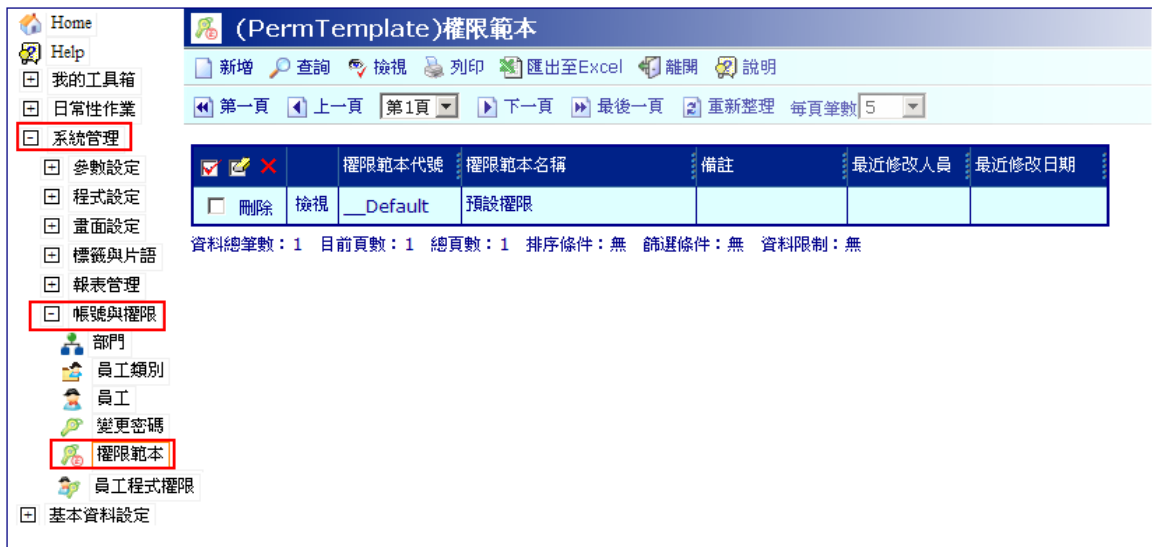 Home
Help
我的工具箱
日常性作業
系統管理
參數設定
程式設定
畫面設定
標籤與片語
報表管理
帳號與權限
部門
員工類別
員工
變更密碼
權限範本
員工程式權限
基本資料設定
(PermTemplate)權限範本
新增 查詢 檢視 列印 匯出至Excel 離開 說明
第一頁 上一頁 第1頁 下一頁 最後一頁 重新整理 每頁筆數 5
權限範本代號 權限範本名稱 備註 最近修改人員 最近修改日期
刪除 檢視 __Default 預設權限
資料總筆數：1 目前頁數：1 總頁數：1 排序條件：無 篩選條件：無 資料限制：無